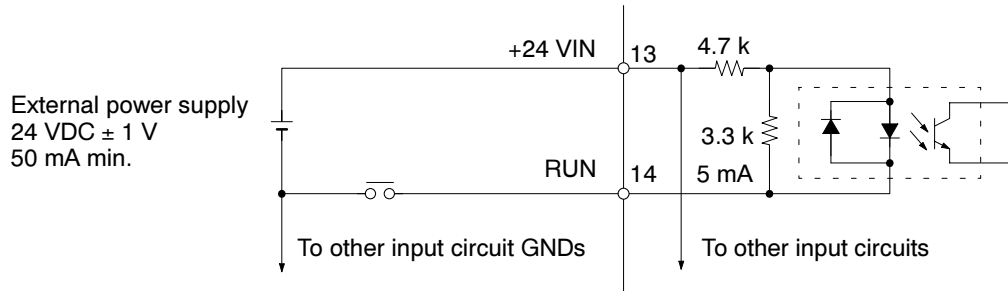 +24 VIN
13
4.7 k
External power supply
24 VDC ± 1 V
50 mA min.
3.3 k
RUN
14
5 mA
To other input circuit GNDs
To other input circuits